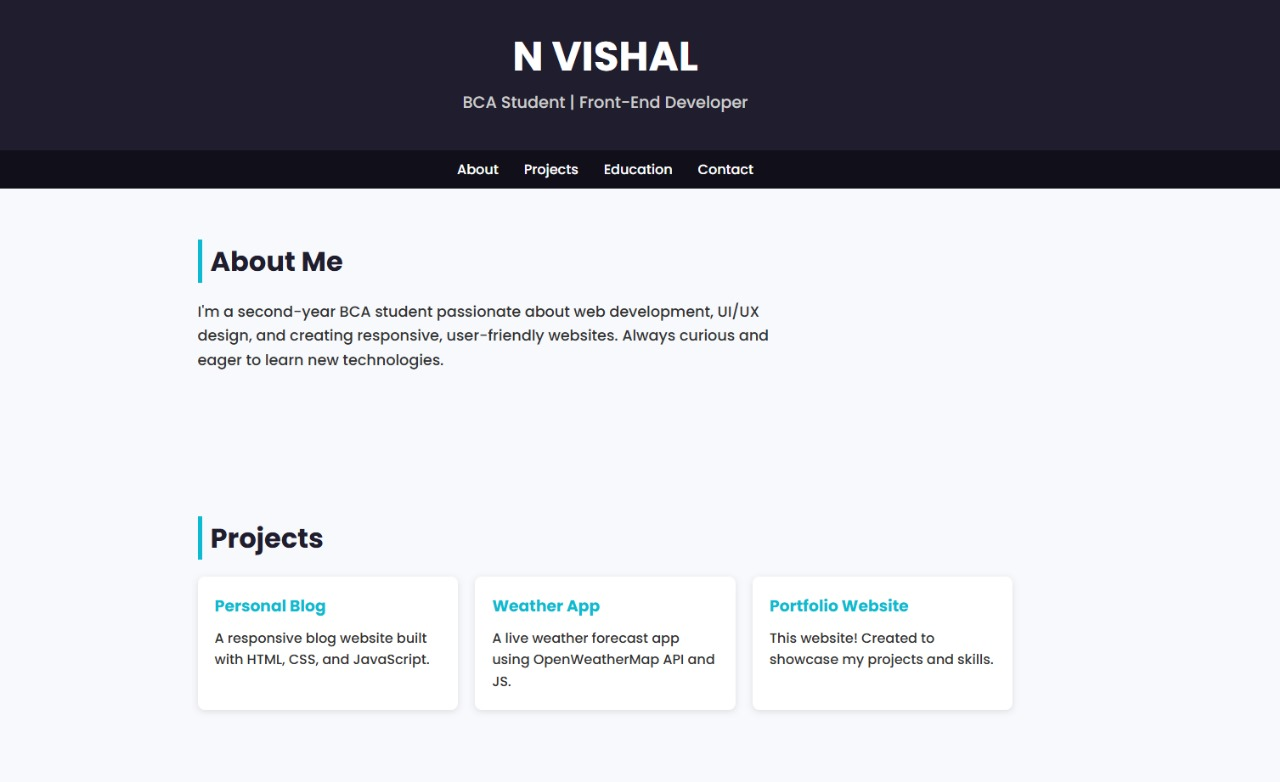 N VISHAL
BCA Student | Front-End Developer
About Projects Education Contact
About Me
I'm a second-year BCA student passionate about web development, UI/UX
design, and creating responsive, user-friendly websites. Always curious and
eager to learn new technologies.
Projects
Personal Blog
A responsive blog website built
with HTML, CSS, and JavaScript.
Weather App
A live weather forecast app
using OpenWeatherMap API and
JS.
Portfolio Website
This website! Created to
showcase my projects and skills.